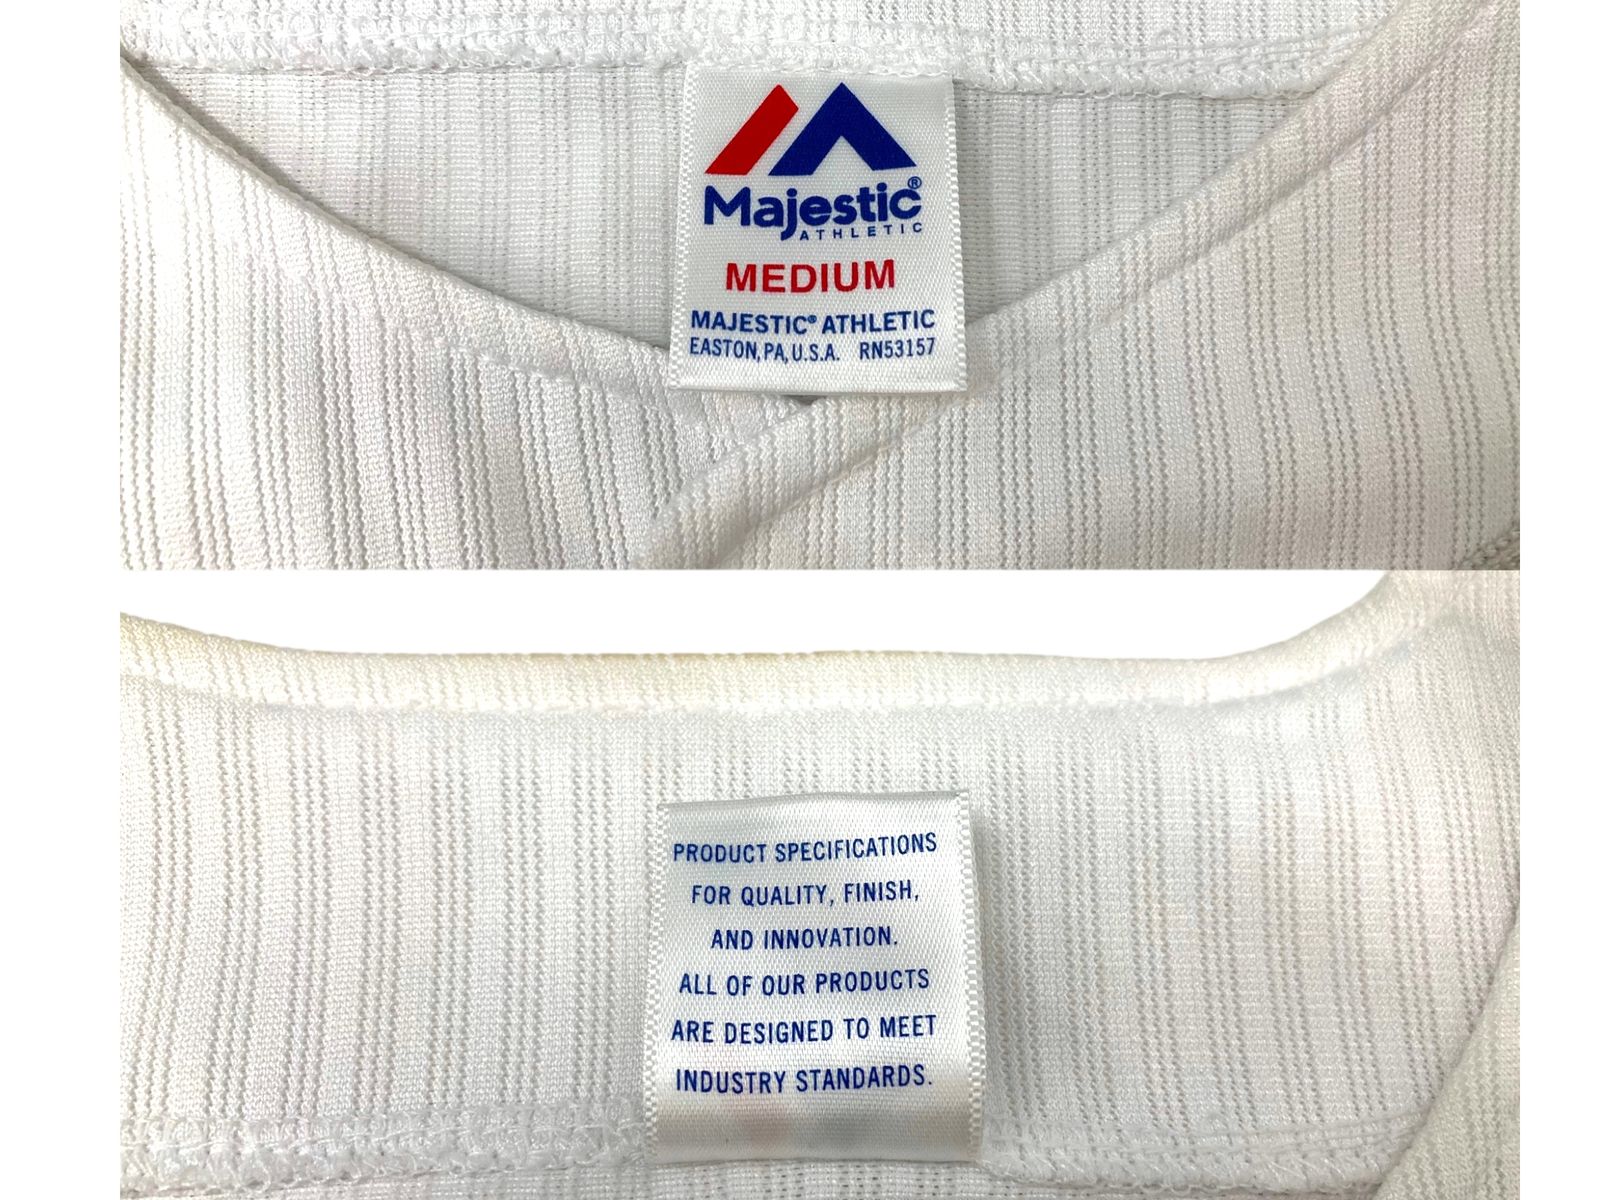 Majestic®
ATHLETIC
MEDIUM
MAJESTIC® ATHLETIC
EASTON, PA, U.S.A. RN53157
PRODUCT SPECIFICATIONS
FOR QUALITY, FINISH,
AND INNOVATION.
ALL OF OUR PRODUCTS
ARE DESIGNED TO MEET
INDUSTRY STANDARDS.